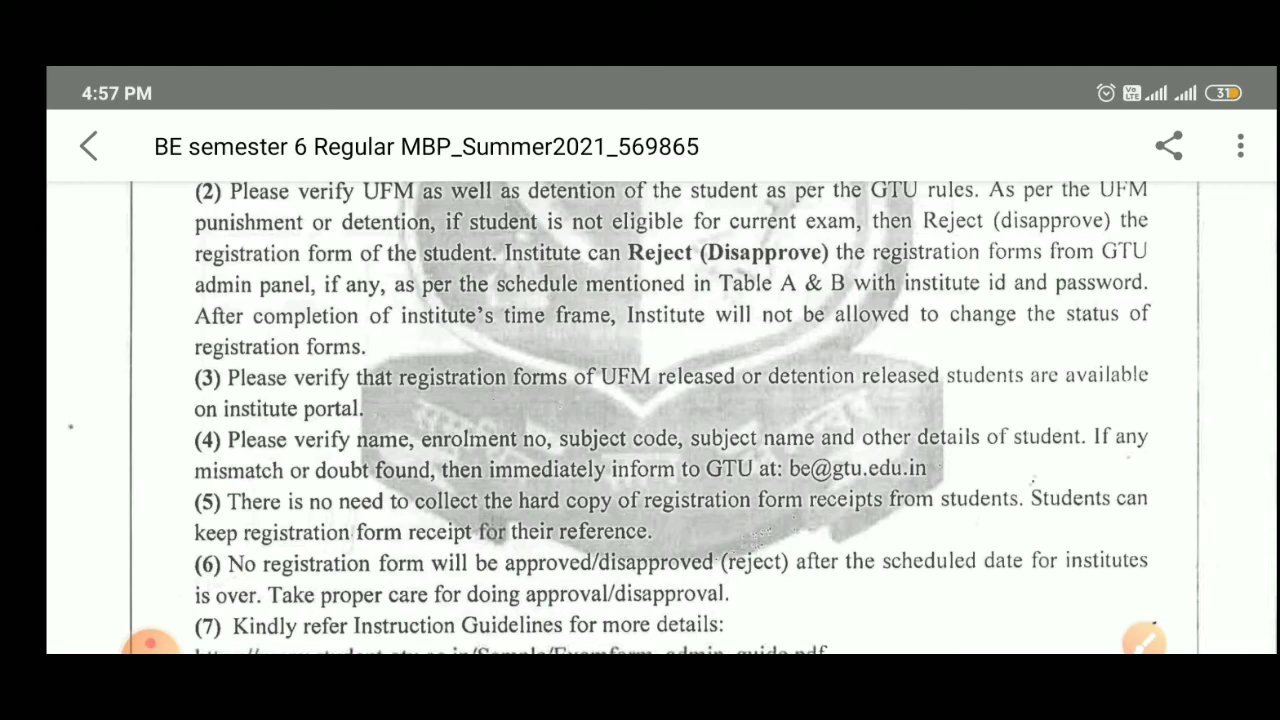 4:57 PM
Vo LTE
31
BE semester 6 Regular MBP_Summer2021_569865
(2) Please verify UFM as well as detention of the student as per the GTU rules. As per the UFM
punishment or detention, if student is not eligible for current exam, then Reject (disapprove) the
registration form of the student. Institute can Reject (Disapprove) the registration forms from GTU
admin panel, if any, as per the schedule mentioned in Table A & B with institute id and password.
After completion of institute's time frame, Institute will not be allowed to change the status of
registration forms.
(3) Please verify that registration forms of UFM released or detention released students are available
on institute portal.
(4) Please verify name, enrolment no, subject code, subject name and other details of student. If any
mismatch or doubt found, then immediately inform to GTU at: be@gtu.edu.in
(5) There is no need to collect the hard copy of registration form receipts from students. Students can
keep registration form receipt for their reference.
(6) No registration form will be approved/disapproved (reject) after the scheduled date for institutes
is over. Take proper care for doing approval/disapproval.
(7) Kindly refer Instruction Guidelines for more details: